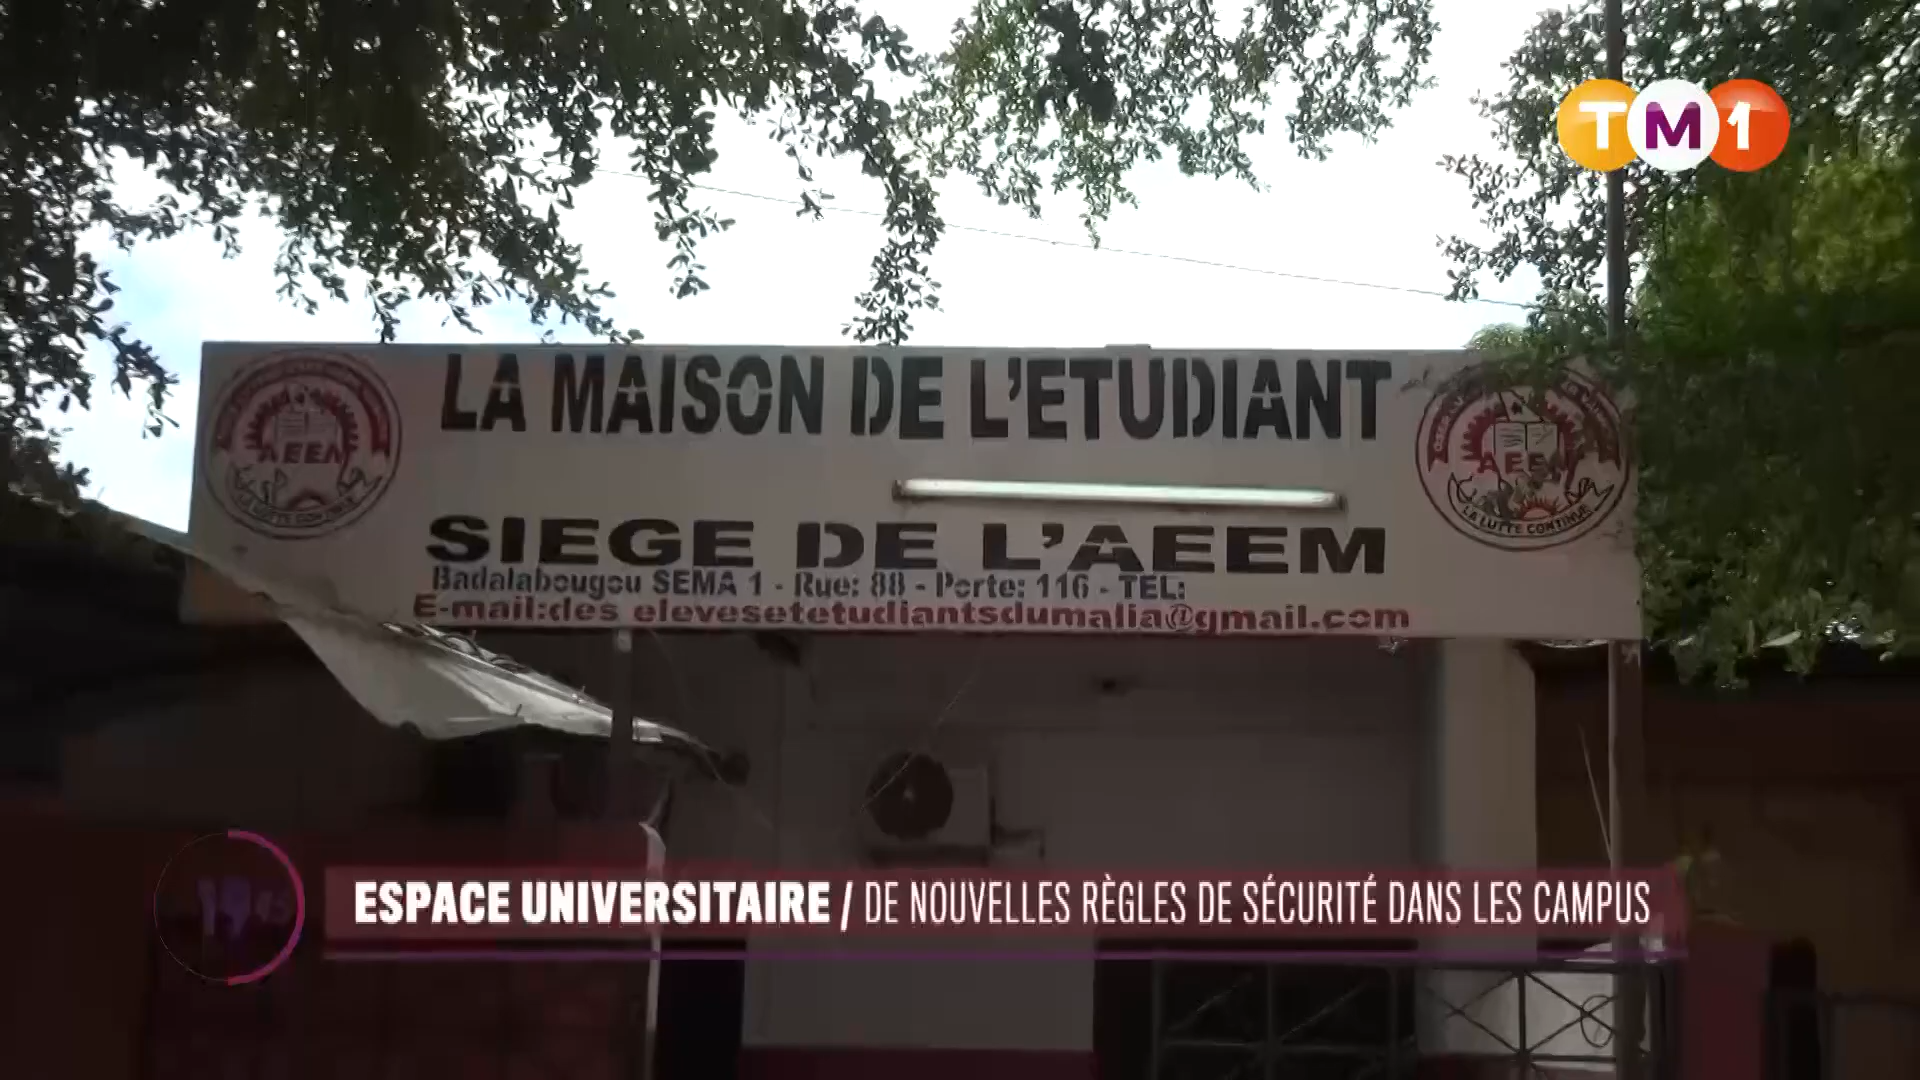 TM1
LA MAISON DE L'ETUDIANT
AEEM
LA LUTTE CONTINUE
SIEGE DE L'AEEM
AEEM
LA LUTTE CONTINUE
Badalabougou SEMA 1 - Rue: 88 - Porte: 116 - TEL:
E-mail:des elevesetetudiantsdumalia@gmail.com
19
ESPACE UNIVERSITAIRE / DE NOUVELLES RÈGLES DE SÉCURITÉ DANS LES CAMPUS